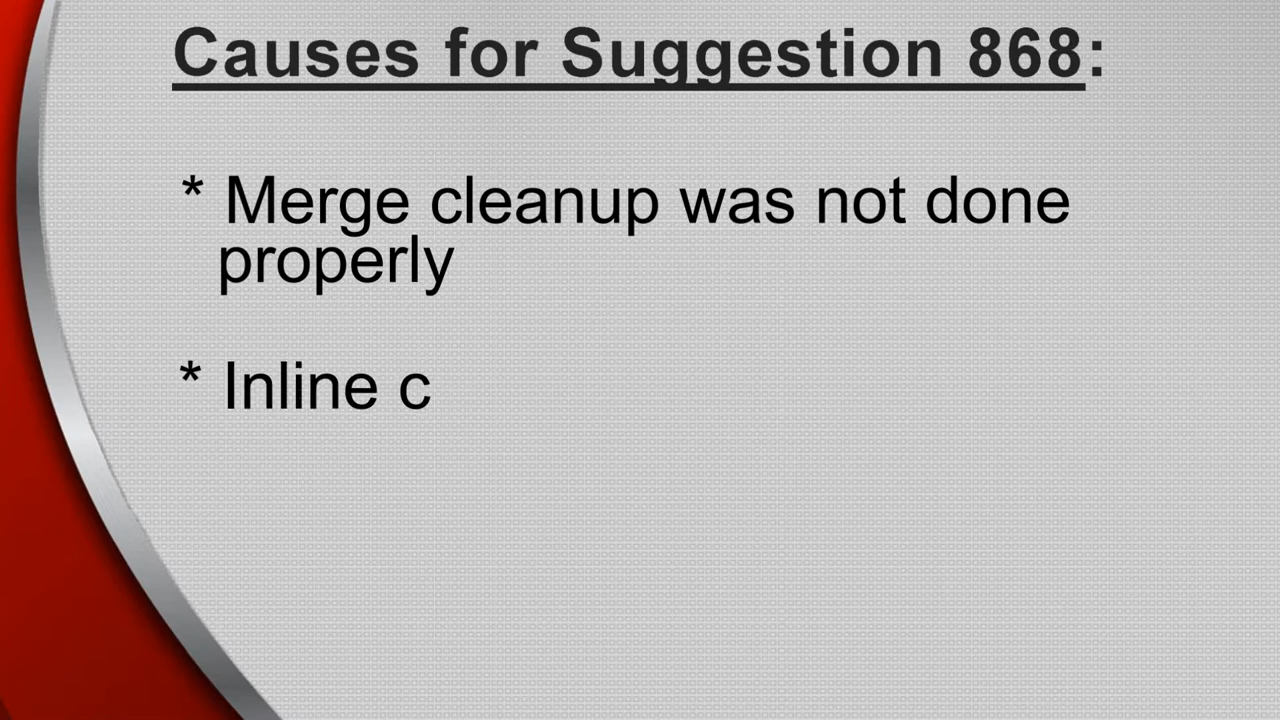 Causes for Suggestion 868:
* Merge cleanup was not done
properly
* Inline c